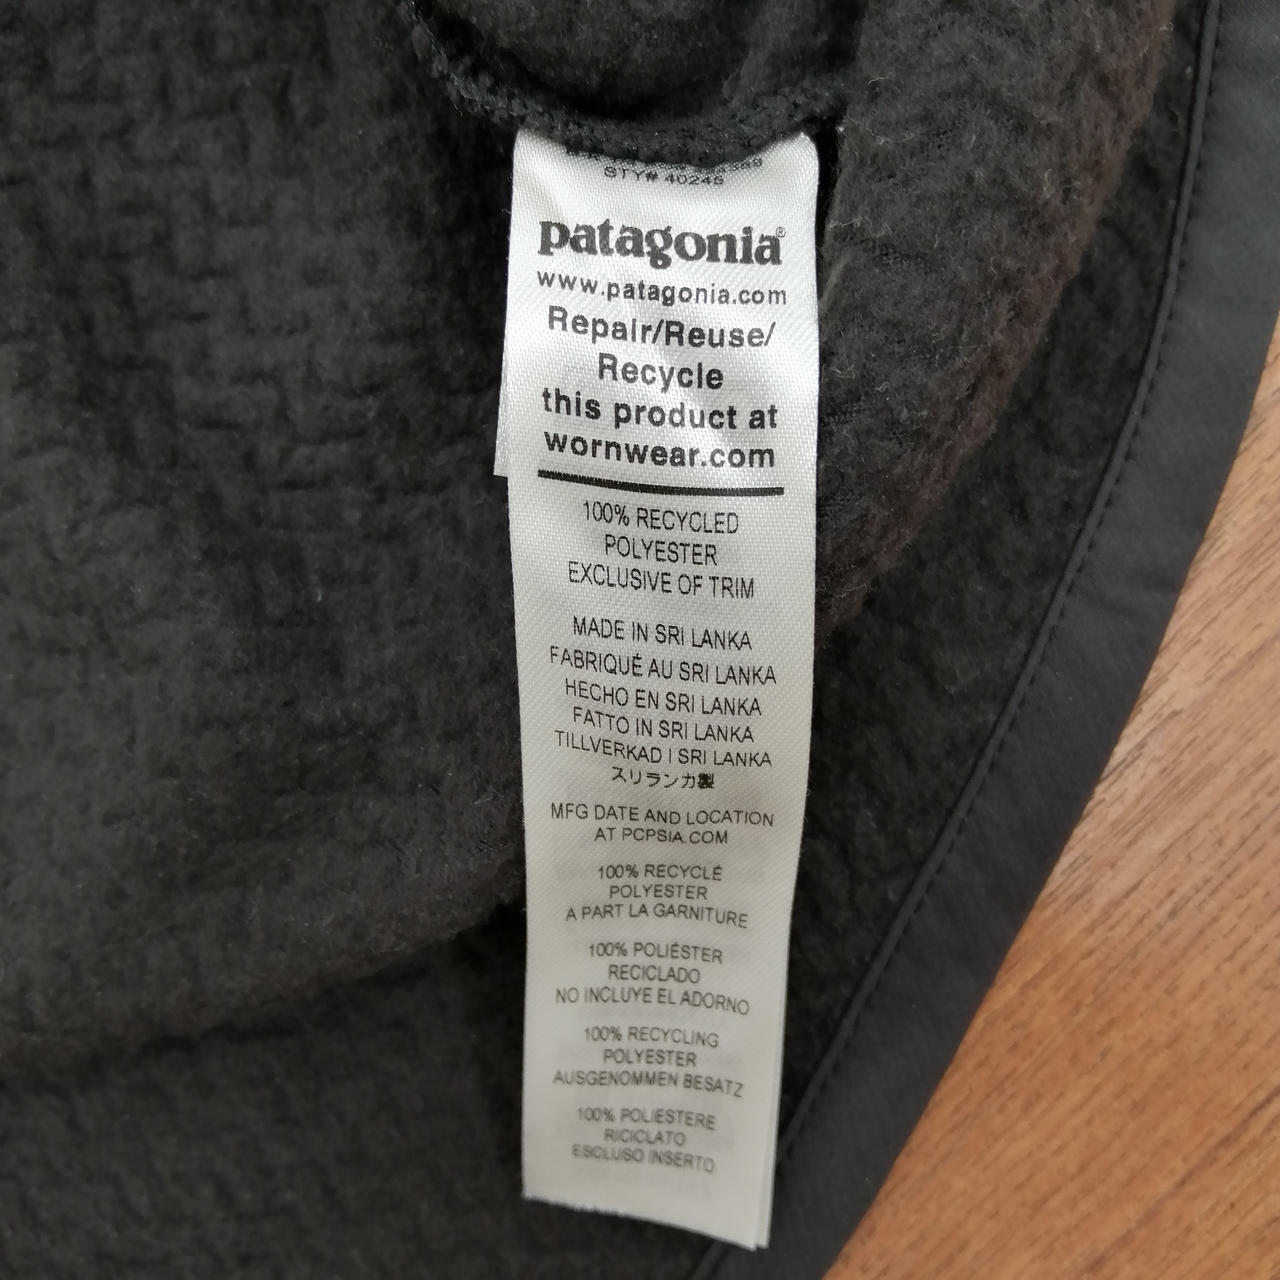 STY# 40245
patagonia®
www.patagonia.com
Repair/Reuse/
Recycle
this product at
wornwear.com
100% RECYCLED
POLYESTER
EXCLUSIVE OF TRIM
MADE IN SRI LANKA
FABRIQUÉ AU SRI LANKA
HECHO EN SRI LANKA
FATTO IN SRI LANKA
TILLVERKAD I SRI LANKA
スリランカ製
MFG DATE AND LOCATION
AT PCPSIA.COM
100% RECYCLÉ
POLYESTER
A PART LA GARNITURE
100% POLIÉSTER
RECICLADO
NO INCLUYE EL ADORNO
100% RECYCLING
POLYESTER
AUSGENOMMEN BESATZ
100% POLIESTERE
RICICLATO
ESCLUSO INSERTO